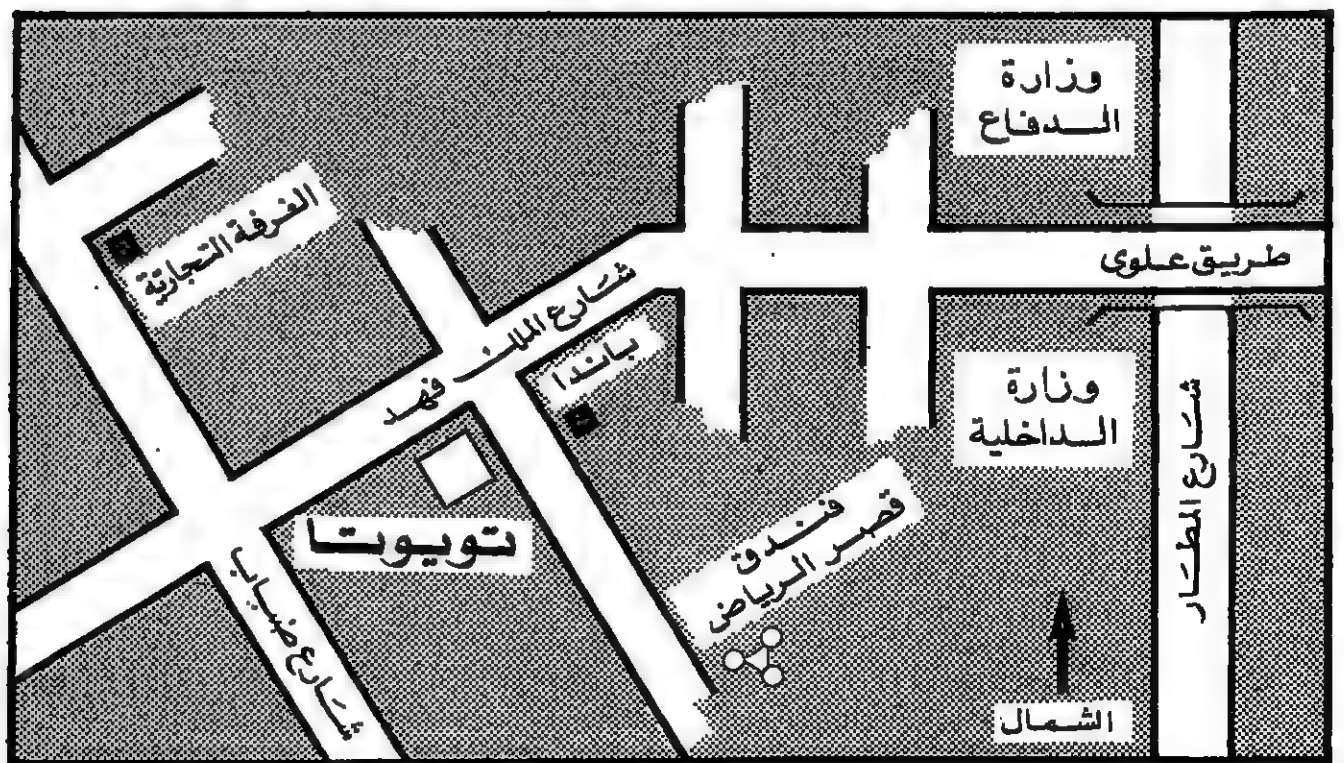 وزارة
الدفاع
طريق علوى
الغرفة التجارية
شارع الملك فهد
باندا
وزارة
الداخلية
شارع المطار
فندق
قصر الرياض
تويوتا
شارع ضباب
الشمال